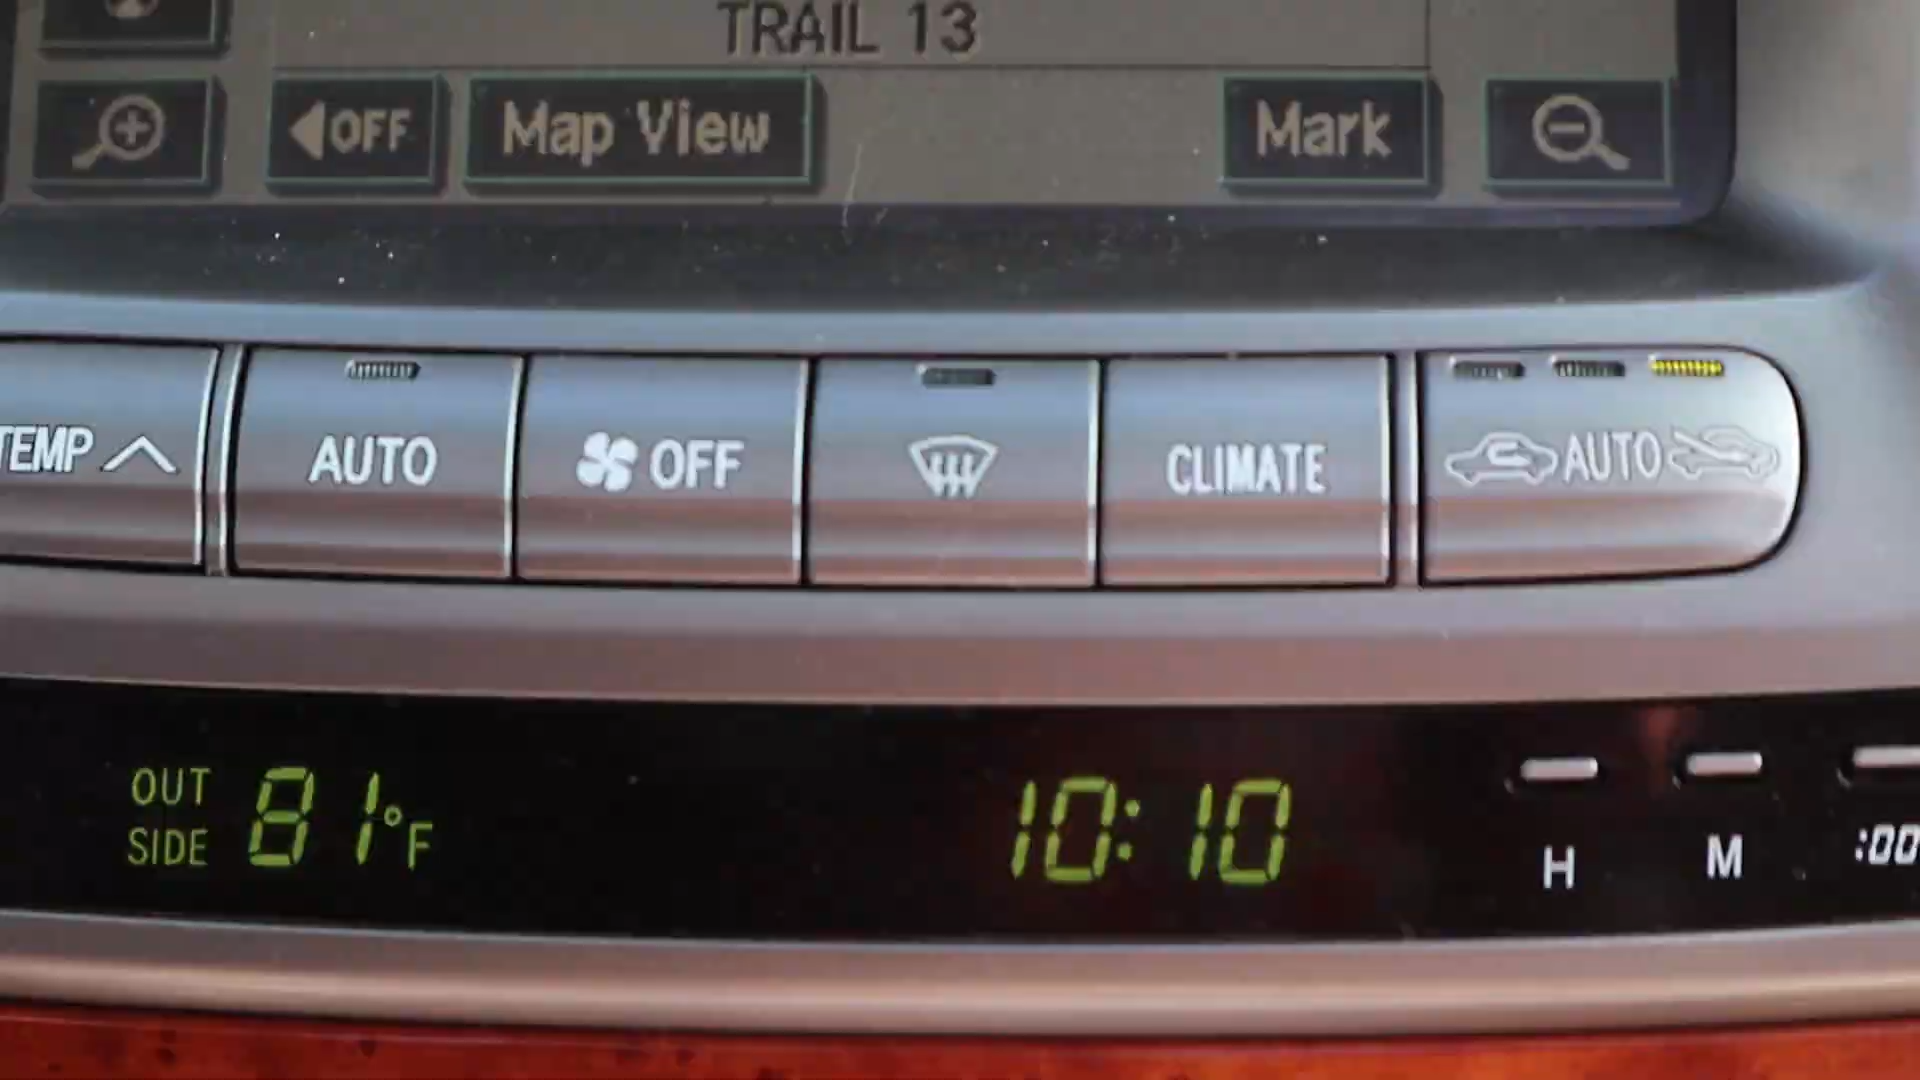 TRAIL 13
OFF
Map View
Mark
TEMP
AUTO
OFF
CLIMATE
AUTO
OUT
SIDE
81°F
10:10
H
M
:00